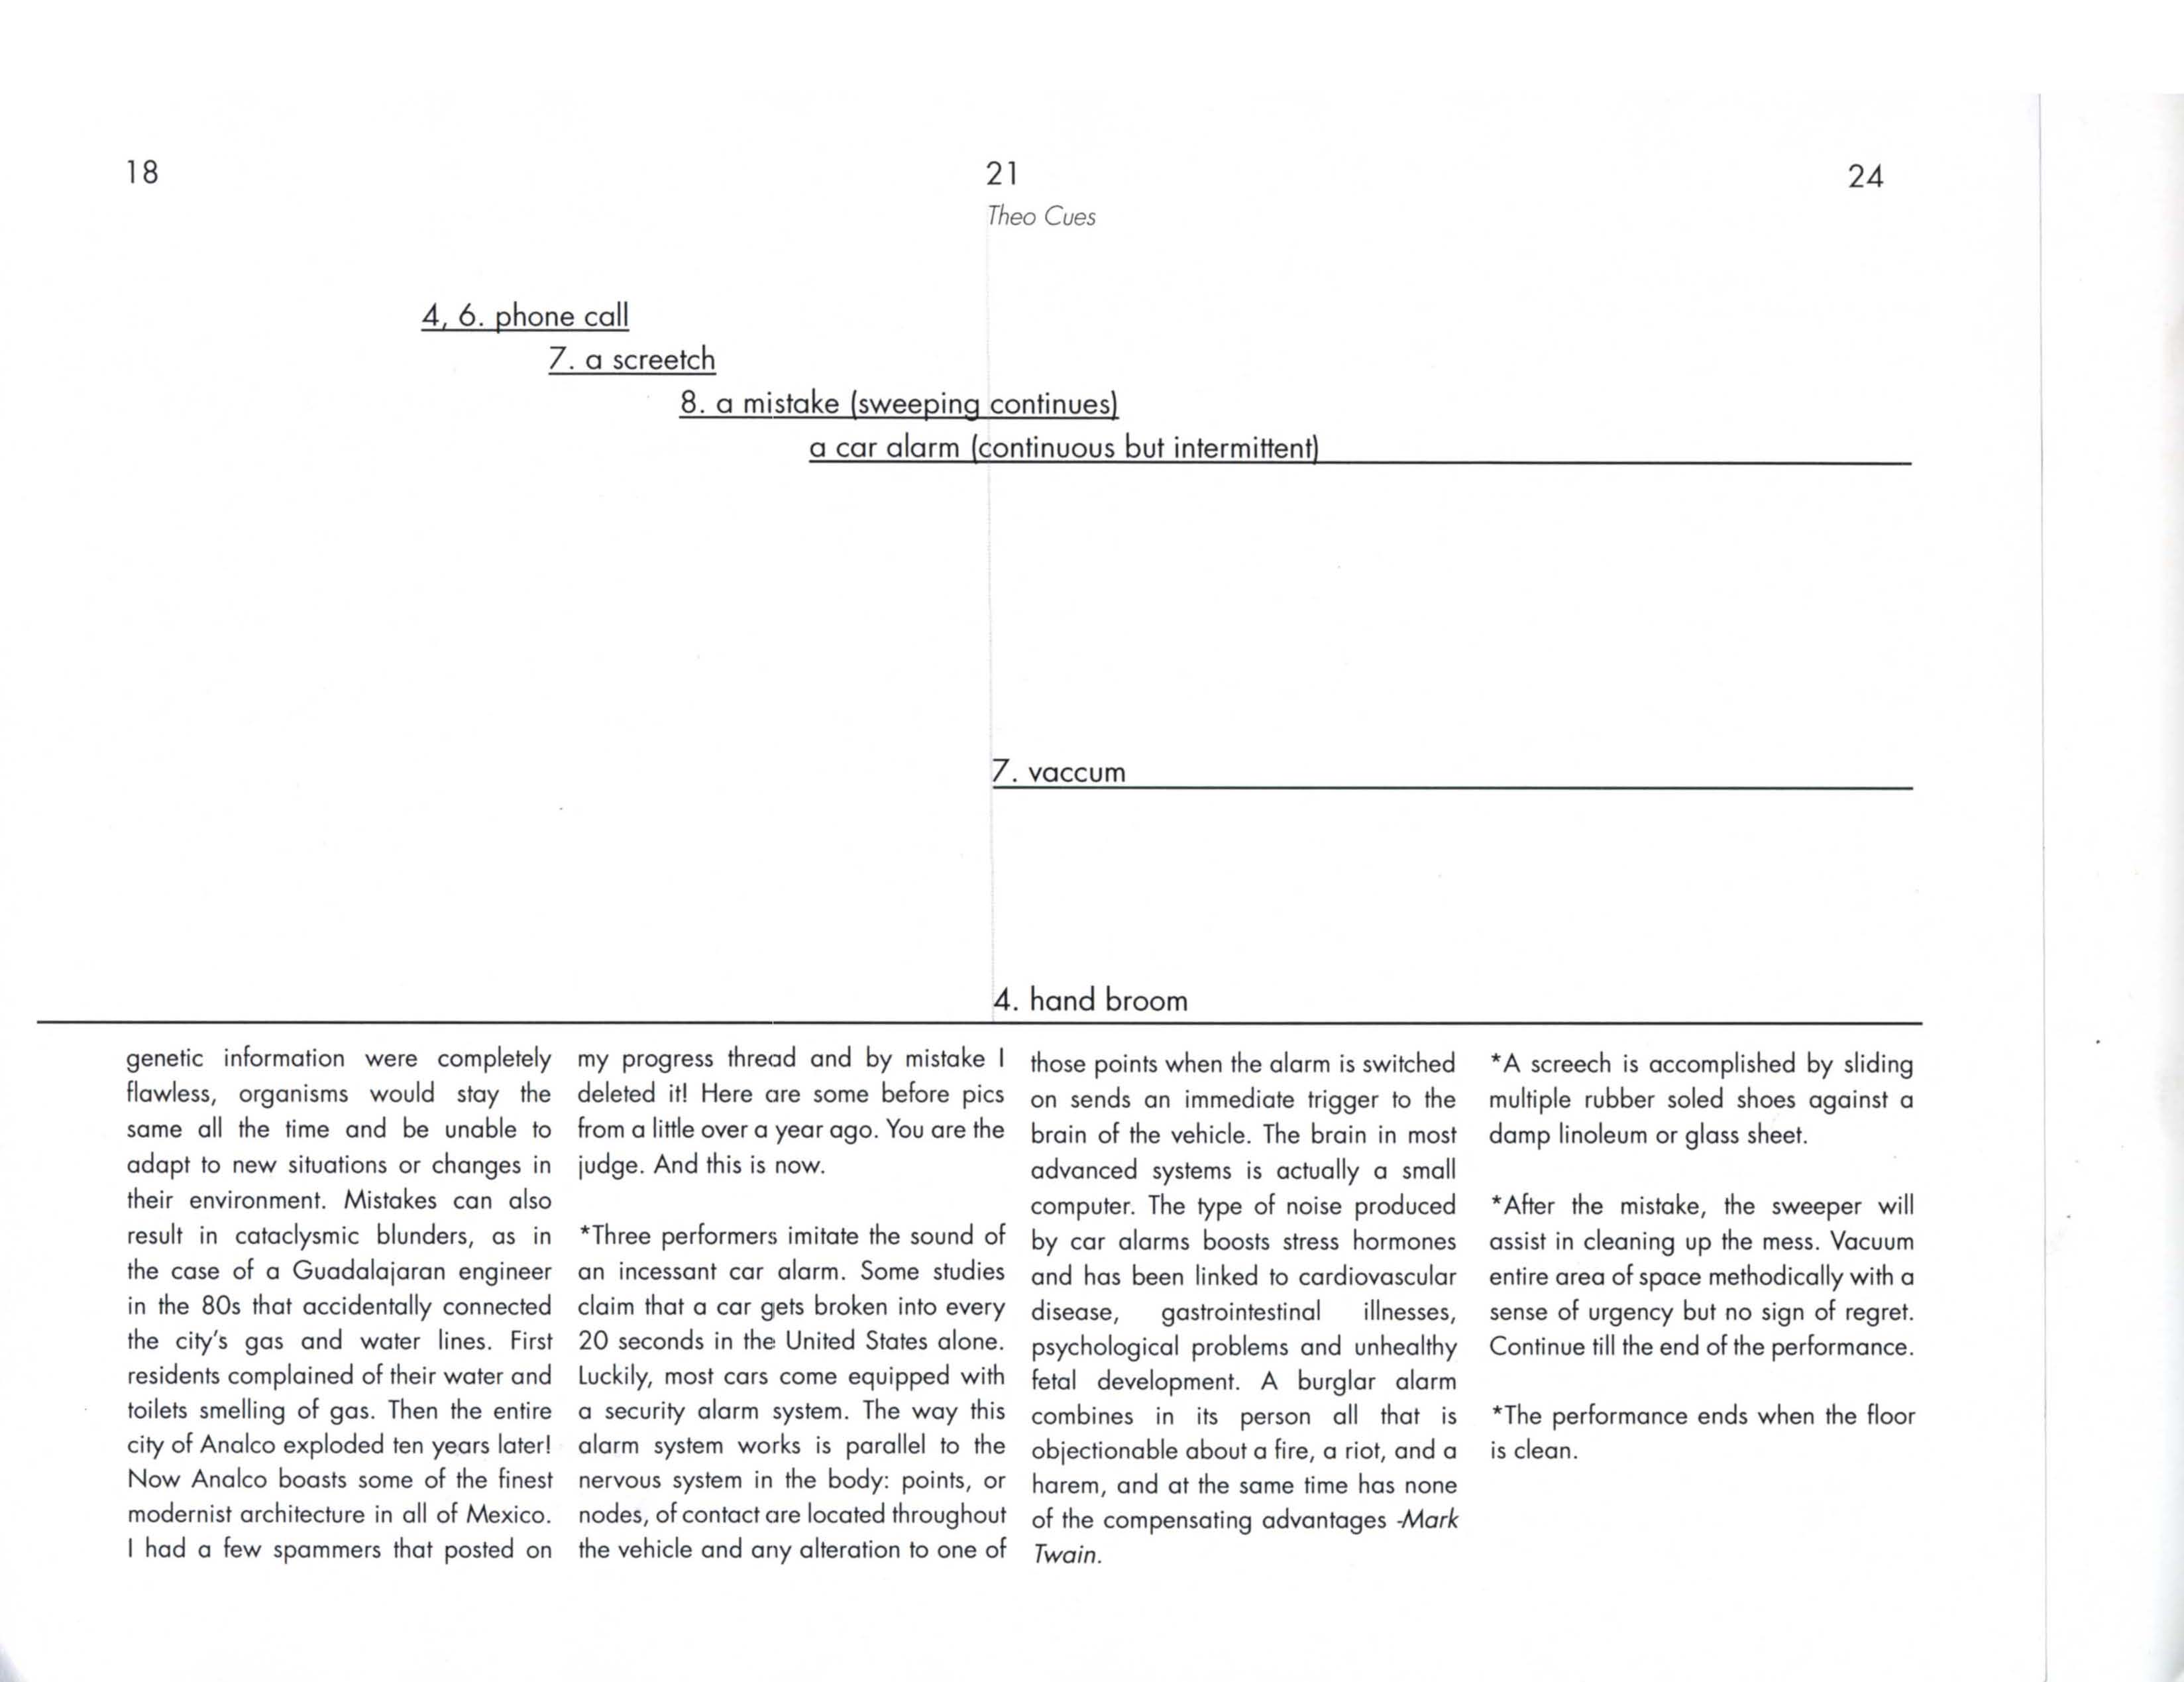 18
21
24
Theo Cues
4, 6. phone call
7. a screetch
8. a mistake (sweeping continues)
a car alarm (continuous but intermittent)
7. vaccum
4. hand broom
genetic information were completely
flawless, organisms would stay the
same all the time and be unable to
adapt to new situations or changes in
their environment. Mistakes can also
result in cataclysmic blunders, as in
the case of a Guadalajaran engineer
in the 80s that accidentally connected
the city's gas and water lines. First
residents complained of their water and
toilets smelling of gas. Then the entire
city of Analco exploded ten years later!
Now Analco boasts some of the finest
modernist architecture in all of Mexico.
I had a few spammers that posted on
my progress thread and by mistake I
deleted it! Here are some before pics
from a little over a year ago. You are the
judge. And this is now.
*Three performers imitate the sound of
an incessant car alarm. Some studies
claim that a car gets broken into every
20 seconds in the United States alone.
Luckily, most cars come equipped with
a security alarm system. The way this
alarm system works is parallel to the
nervous system in the body: points, or
nodes, of contact are located throughout
the vehicle and any alteration to one of
those points when the alarm is switched
on sends an immediate trigger to the
brain of the vehicle. The brain in most
advanced systems is actually a small
computer. The type of noise produced
by car alarms boosts stress hormones
and has been linked to cardiovascular
disease, gastrointestinal illnesses,
psychological problems and unhealthy
fetal development. A burglar alarm
combines in its person all that is
objectionable about a fire, a riot, and a
harem, and at the same time has none
of the compensating advantages -Mark
Twain.
*A screech is accomplished by sliding
multiple rubber soled shoes against a
damp linoleum or glass sheet.
*After the mistake, the sweeper will
assist in cleaning up the mess. Vacuum
entire area of space methodically with a
sense of urgency but no sign of regret.
Continue till the end of the performance.
*The performance ends when the floor
is clean.